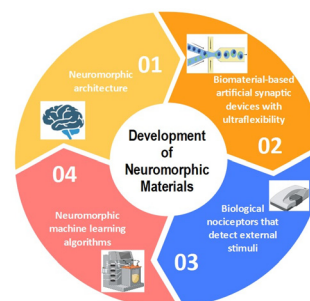 01
Neuromorphic
architecture
Biomaterial-based
artificial synaptic
devices with
ultraflexibility
02
Development
of
Neuromorphic
Materials
04
Neuromorphic
machine learning
algorithms
Biological
nociceptors that
detect external
stimuli
03